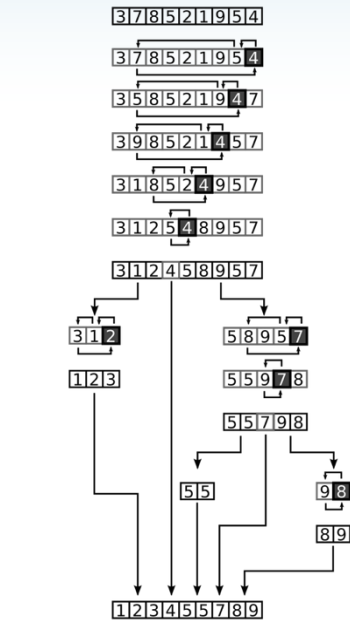 3 7 8 5 2 1 9 5 4
3 7 8 5 2 1 9 5 4
3 5 8 5 2 1 9 4 7
3 9 8 5 2 1 4 5 7
3 1 8 5 2 4 9 5 7
3 1 2 5 4 8 9 5 7
3 1 2 4 5 8 9 5 7
3 1 2 5 8 9 5 7
1 2 3 5 5 9 7 8
5 5 7 9 8
5 5 9 8
8 9
1 2 3 4 5 5 7 8 9